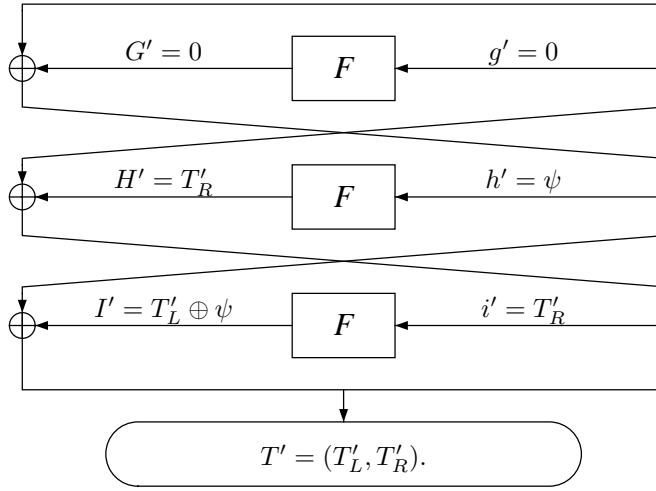 G′ = 0 F g′ = 0
H′ = T′_R F h′ = ψ
I′ = T′_L ⊕ ψ F i′ = T′_R
T′ = (T′_L, T′_R).